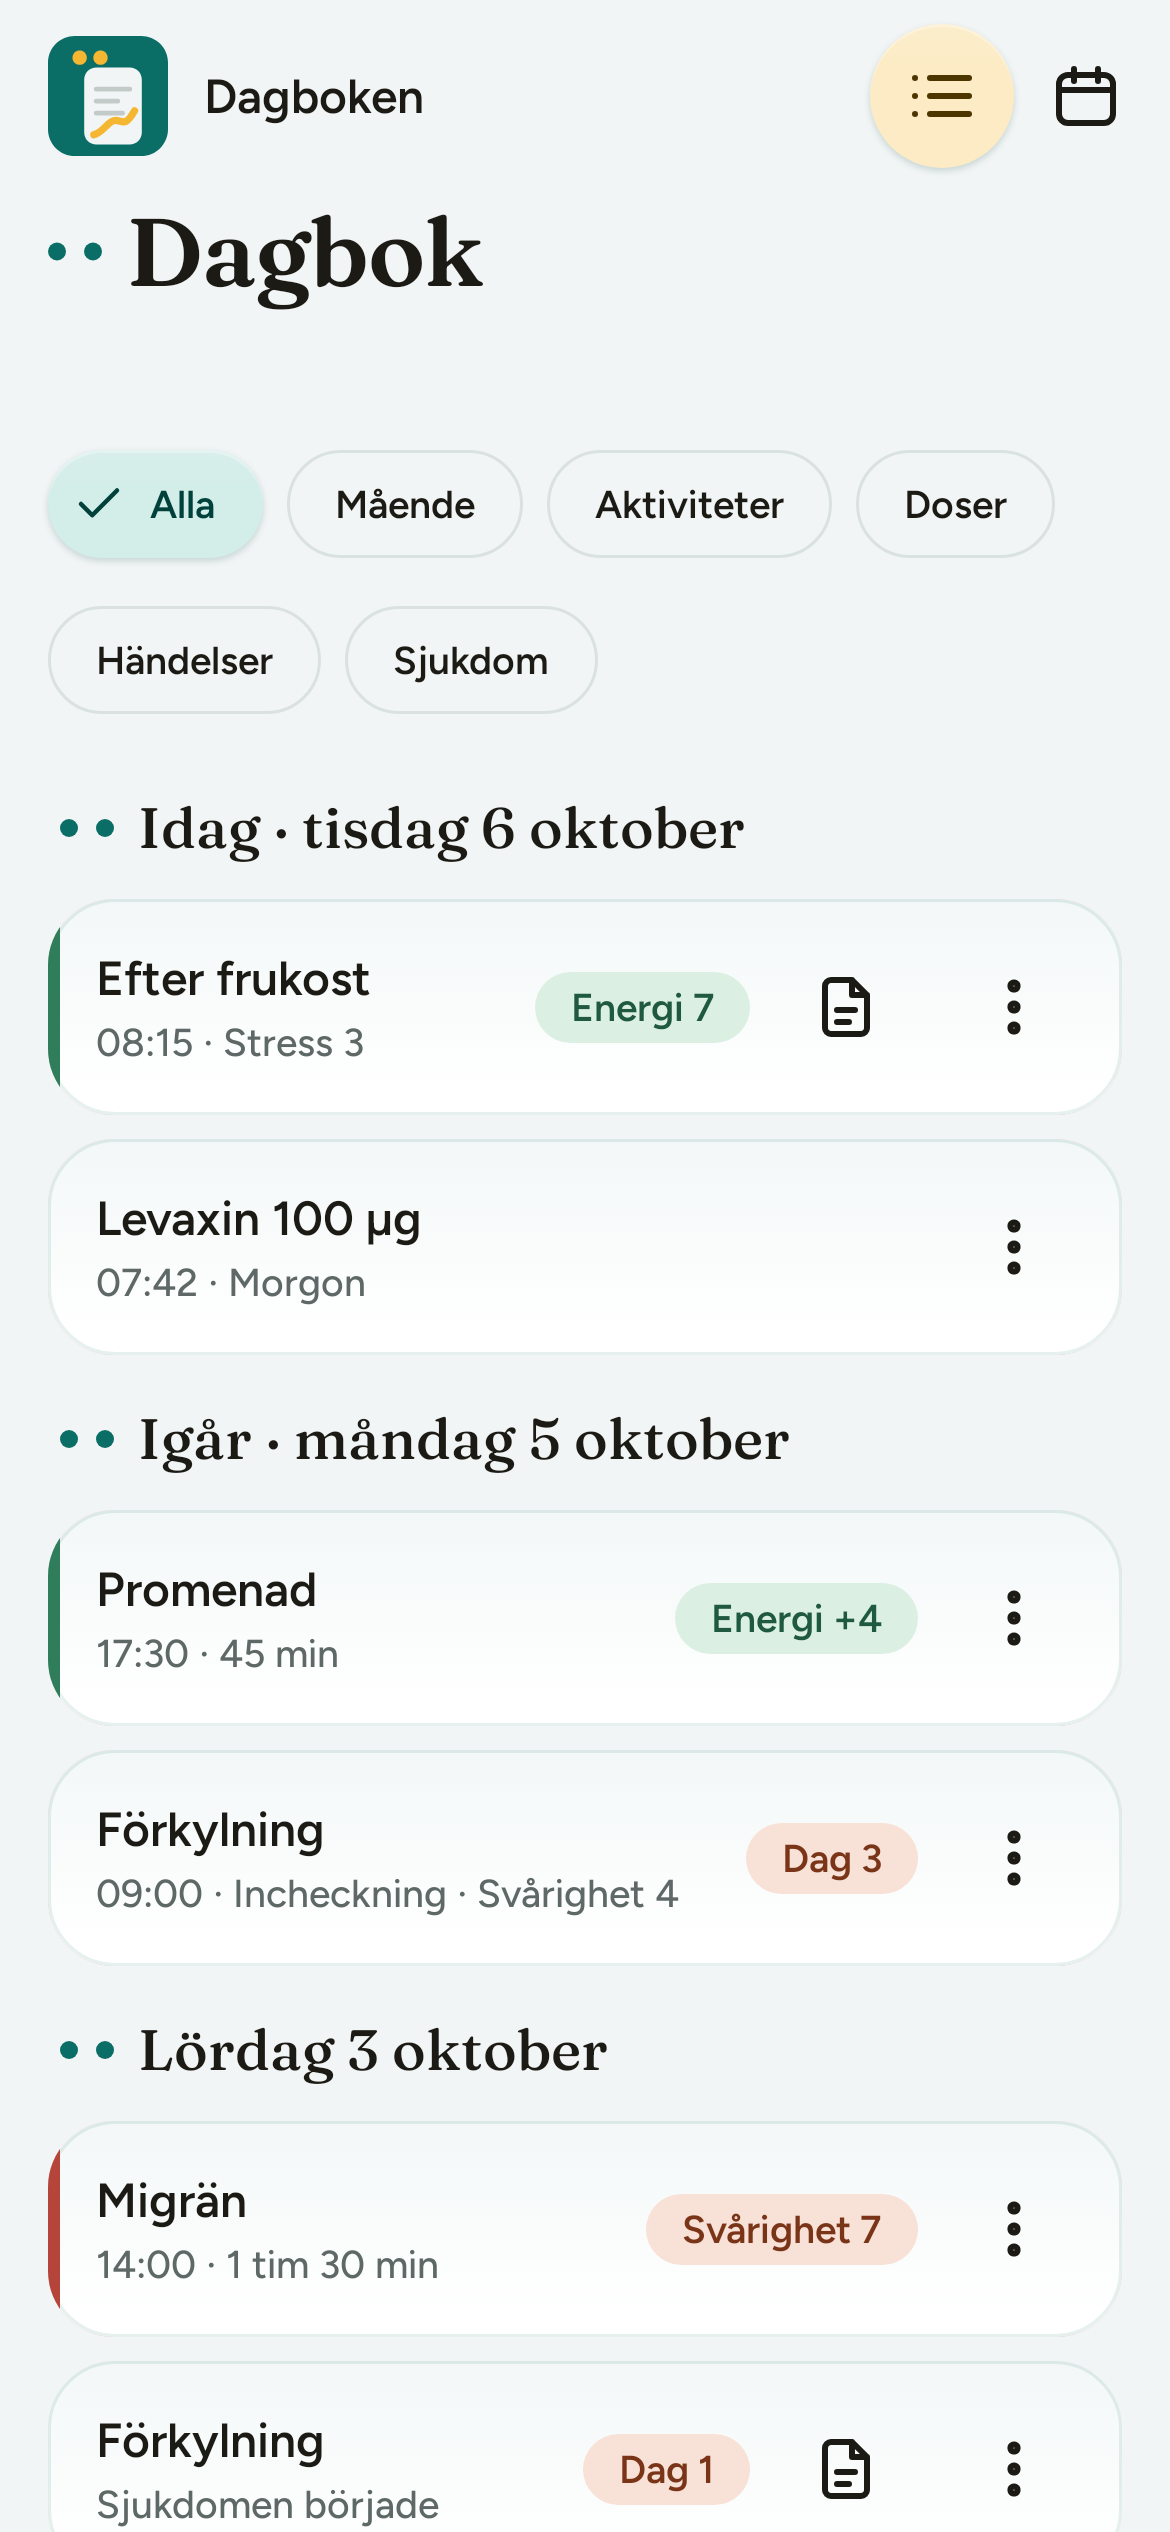 Dagboken
Dagbok
Alla
Mående
Aktiviteter
Doser
Händelser
Sjukdom
Idag · tisdag 6 oktober
Efter frukost
08:15 · Stress 3
Energi 7
Levaxin 100 µg
07:42 · Morgon
Igår · måndag 5 oktober
Promenad
17:30 · 45 min
Energi +4
Förkylning
09:00 · Incheckning · Svårighet 4
Dag 3
Lördag 3 oktober
Migrän
14:00 · 1 tim 30 min
Svårighet 7
Förkylning
Sjukdomen började
Dag 1